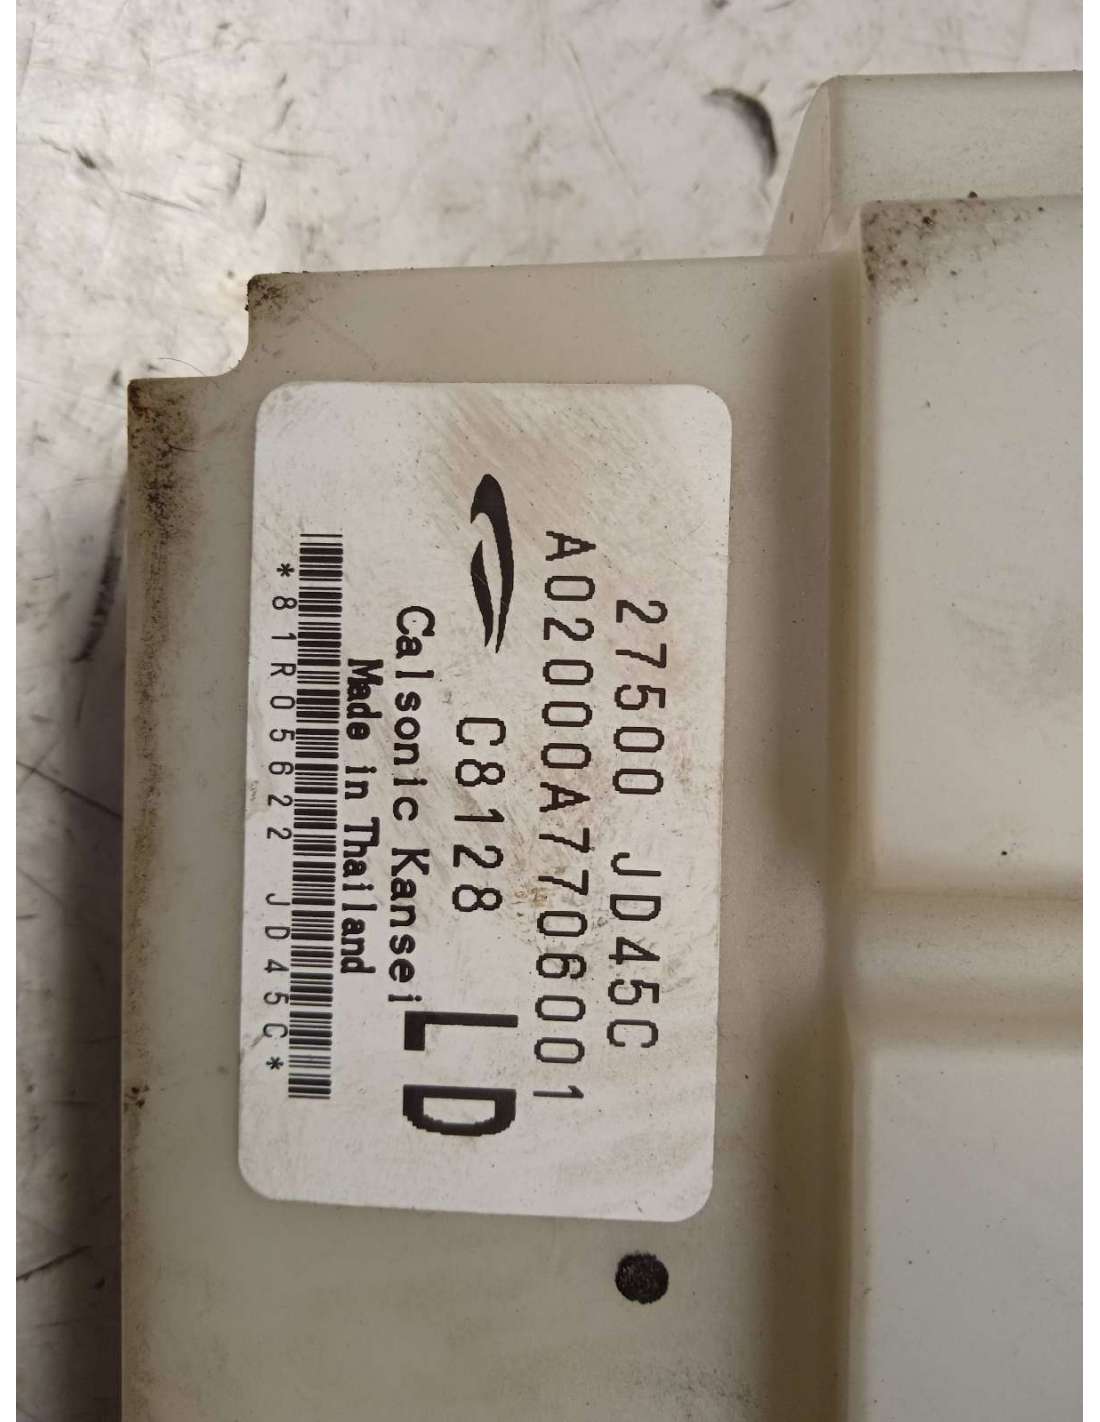 27500 JD45C
A02000A7706001
C8128
LD
Calsonic Kansei
Made in Thailand
*81R05622 JD45C*